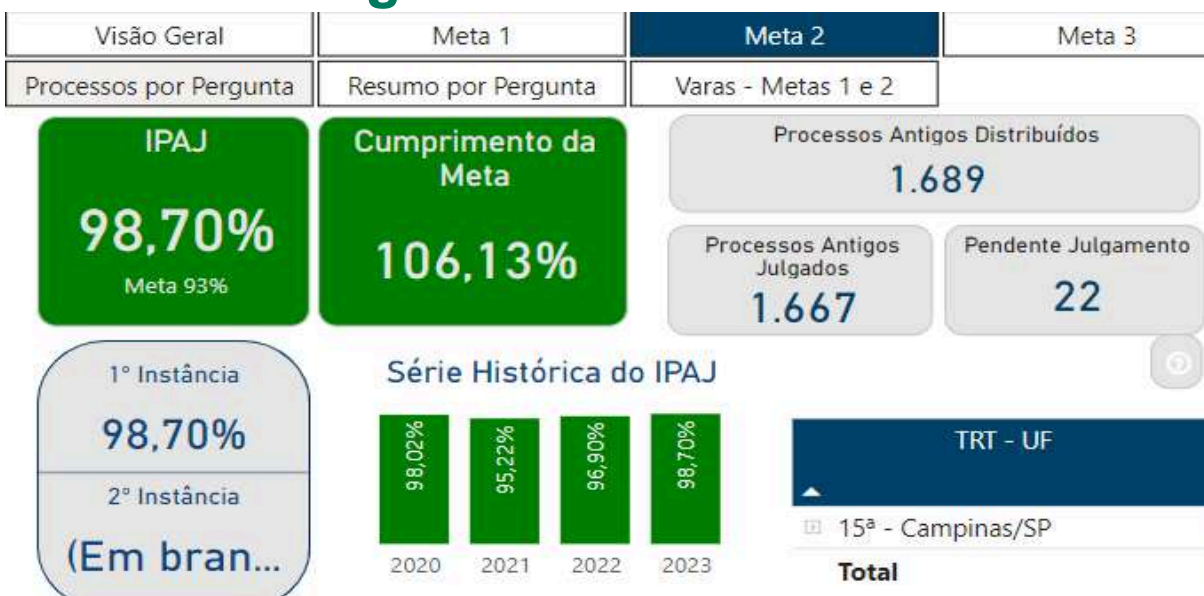 Visão Geral
Meta 1
Meta 2
Meta 3
Processos por Pergunta
Resumo por Pergunta
Varas - Metas 1 e 2
IPAJ
98,70%
Meta 93%
Cumprimento da
Meta
106,13%
Processos Antigos Distribuídos
1.689
Processos Antigos
Julgados
1.667
Pendente Julgamento
22
1° Instância
98,70%
2° Instância
(Em bran...
Série Histórica do IPAJ
98,02%
95,22%
96,90%
98,70%
2020
2021
2022
2023
TRT - UF
15ª - Campinas/SP
Total